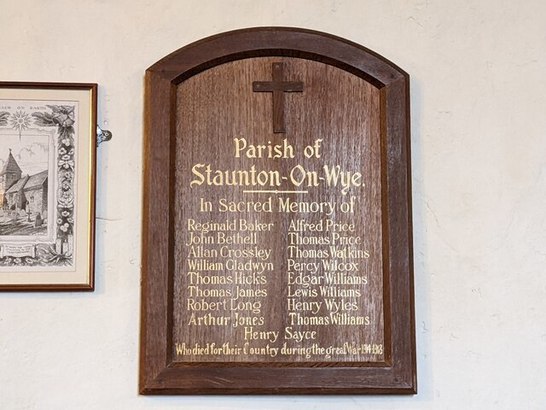 Parish of
Staunton-On-Wye.
In Sacred Memory of
Reginald Baker Alfred Price
John Bethell Thomas Price
Allan Crossley Thomas Watkins
William Gladwyn Percy Wilcox
Thomas Hicks Edgar Williams
Thomas James Lewis Williams
Robert Long Henry Wyles
Arthur Jones Thomas Williams
Henry Sayce
Who died for their Country during the great War 1914-1918